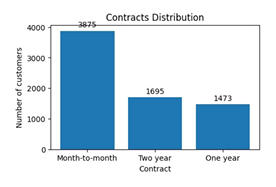 Contracts Distribution
3875
4000
3000
2000
1000
0
1695
1473
Number of customers
Month-to-month
Two year
One year
Contract